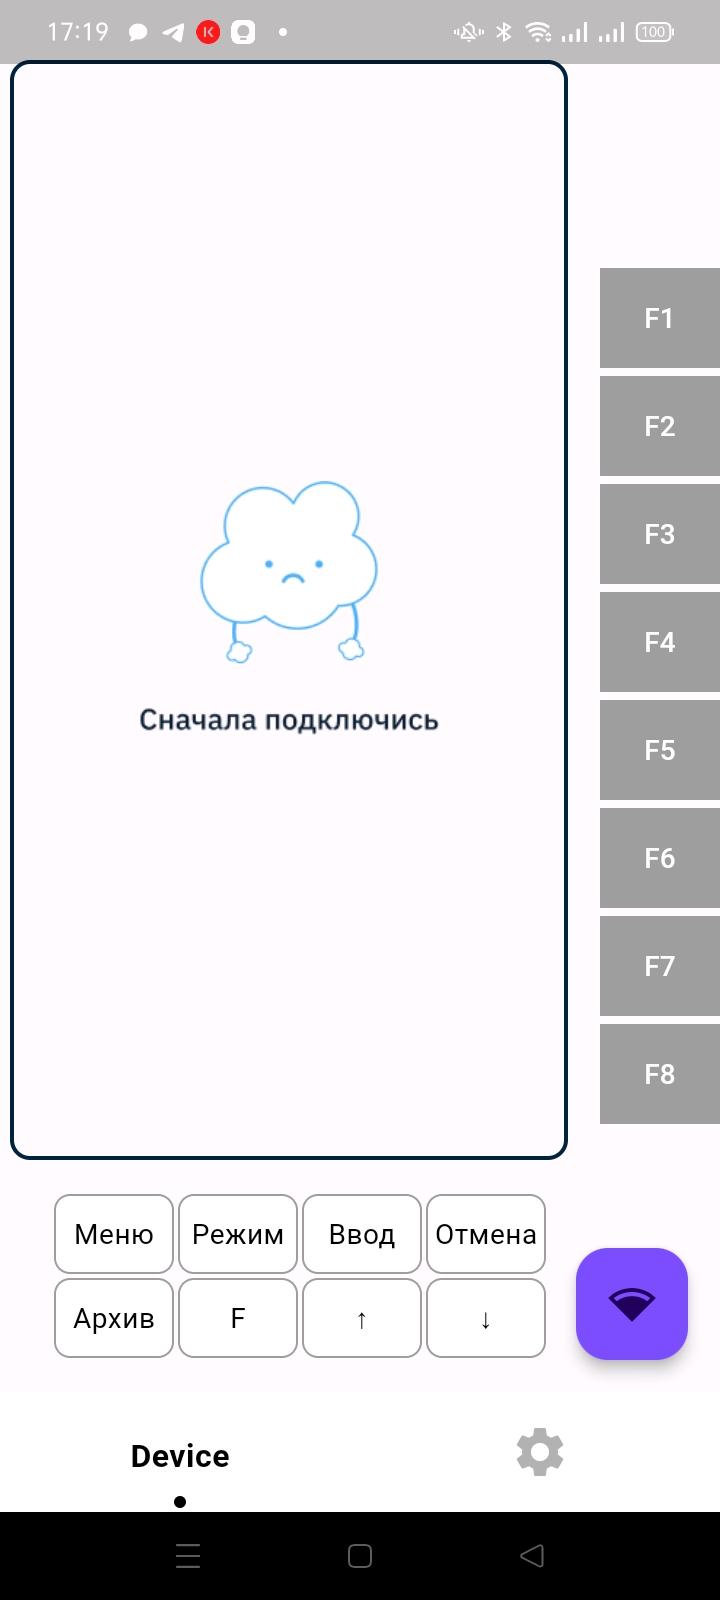 17:19
100
F1
F2
F3
F4
Сначала подключись
F5
F6
F7
F8
Меню Режим Ввод Отмена
Архив F ↑ ↓
Device